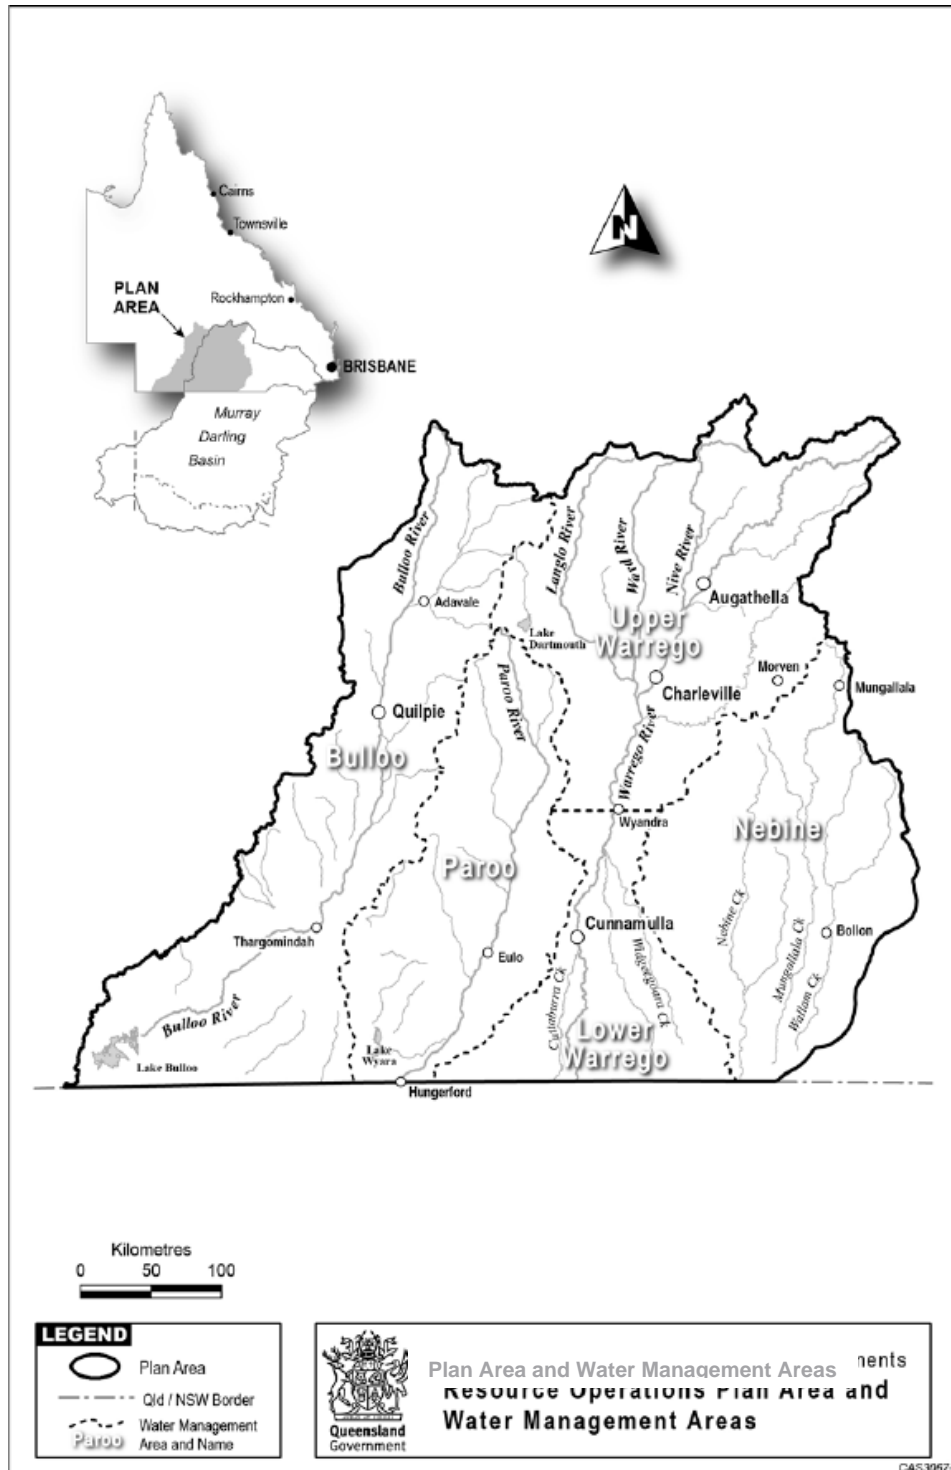 Cairns
Townsville
Rockhampton
PLAN
AREA
BRISBANE
Murray
Darling
Basin
N
Bulloo River
Langlo River
Ward River
Nive River
Adavale
Augathella
Upper
Warrego
Lake
Dartmouth
Morven
Mungallala
Charleville
Paroo River
Quilpie
Bulloo
Warrego River
Wyandra
Nebine
Paroo
Nebine Ck
Mungallala Ck
Wallam Ck
Bollon
Cunnamulla
Thargomindah
Eulo
Cuttaburra Ck
Widgeegoara Ck
Bulloo River
Lower
Warrego
Lake
Wyara
Lake Bulloo
Hungerford
Kilometres
0 50 100
LEGEND
Plan Area
Qld / NSW Border
Water Management
Area and Name
Paroo
Queensland
Government
Plan Area and Water Management Areas
nents
Resource Operations Plan Area and
Water Management Areas